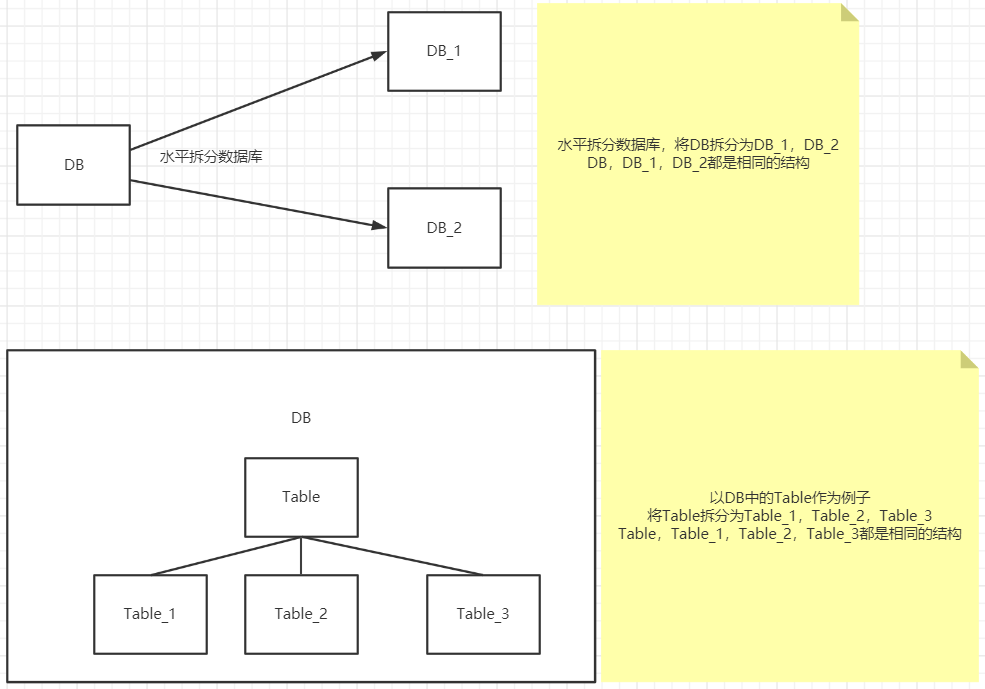 DB_1
DB
水平拆分数据库
DB_2
水平拆分数据库，将DB拆分为DB_1，DB_2
DB，DB_1，DB_2都是相同的结构
DB
Table
Table_1
Table_2
Table_3
以DB中的Table作为例子
将Table拆分为Table_1，Table_2，Table_3
Table，Table_1，Table_2，Table_3都是相同的结构